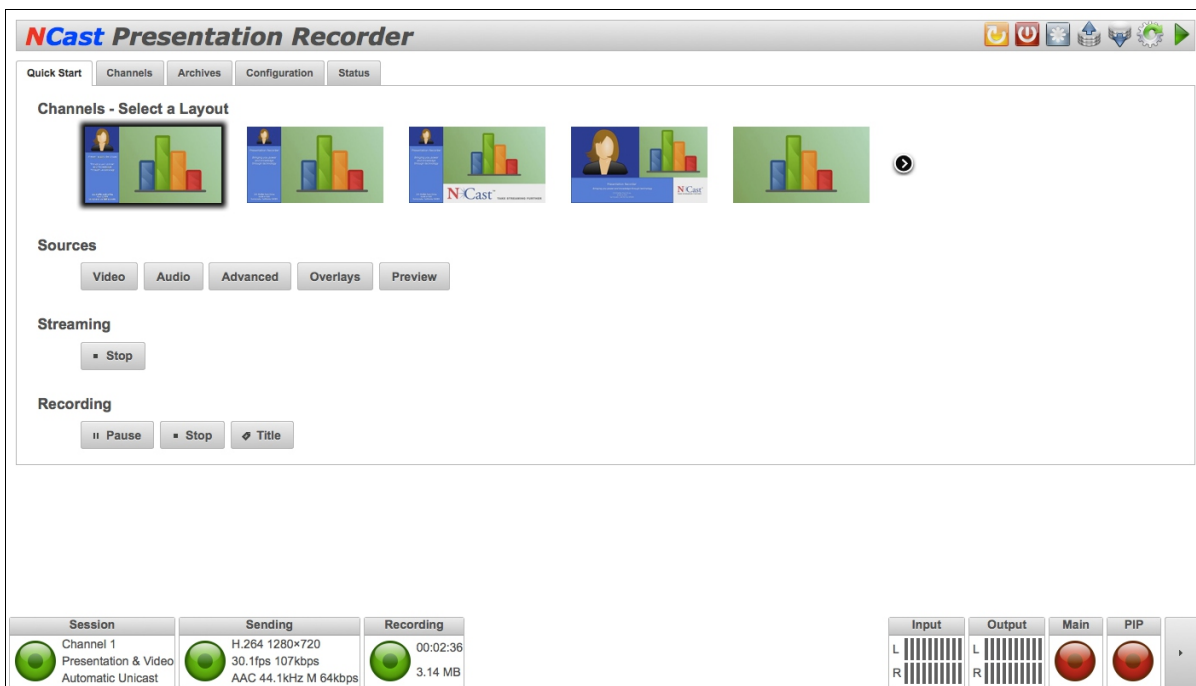 NCast Presentation Recorder
Quick Start Channels Archives Configuration Status
Channels - Select a Layout
NCast
NCast
Sources
Video Audio Advanced Overlays Preview
Streaming
Stop
Recording
Pause Stop Title
Session Sending Recording Input Output Main PIP
Channel 1 H.264 1280×720 00:02:36 L L
Presentation & Video 30.1fps 107kbps
Automatic Unicast AAC 44.1kHz M 64kbps 3.14 MB R R